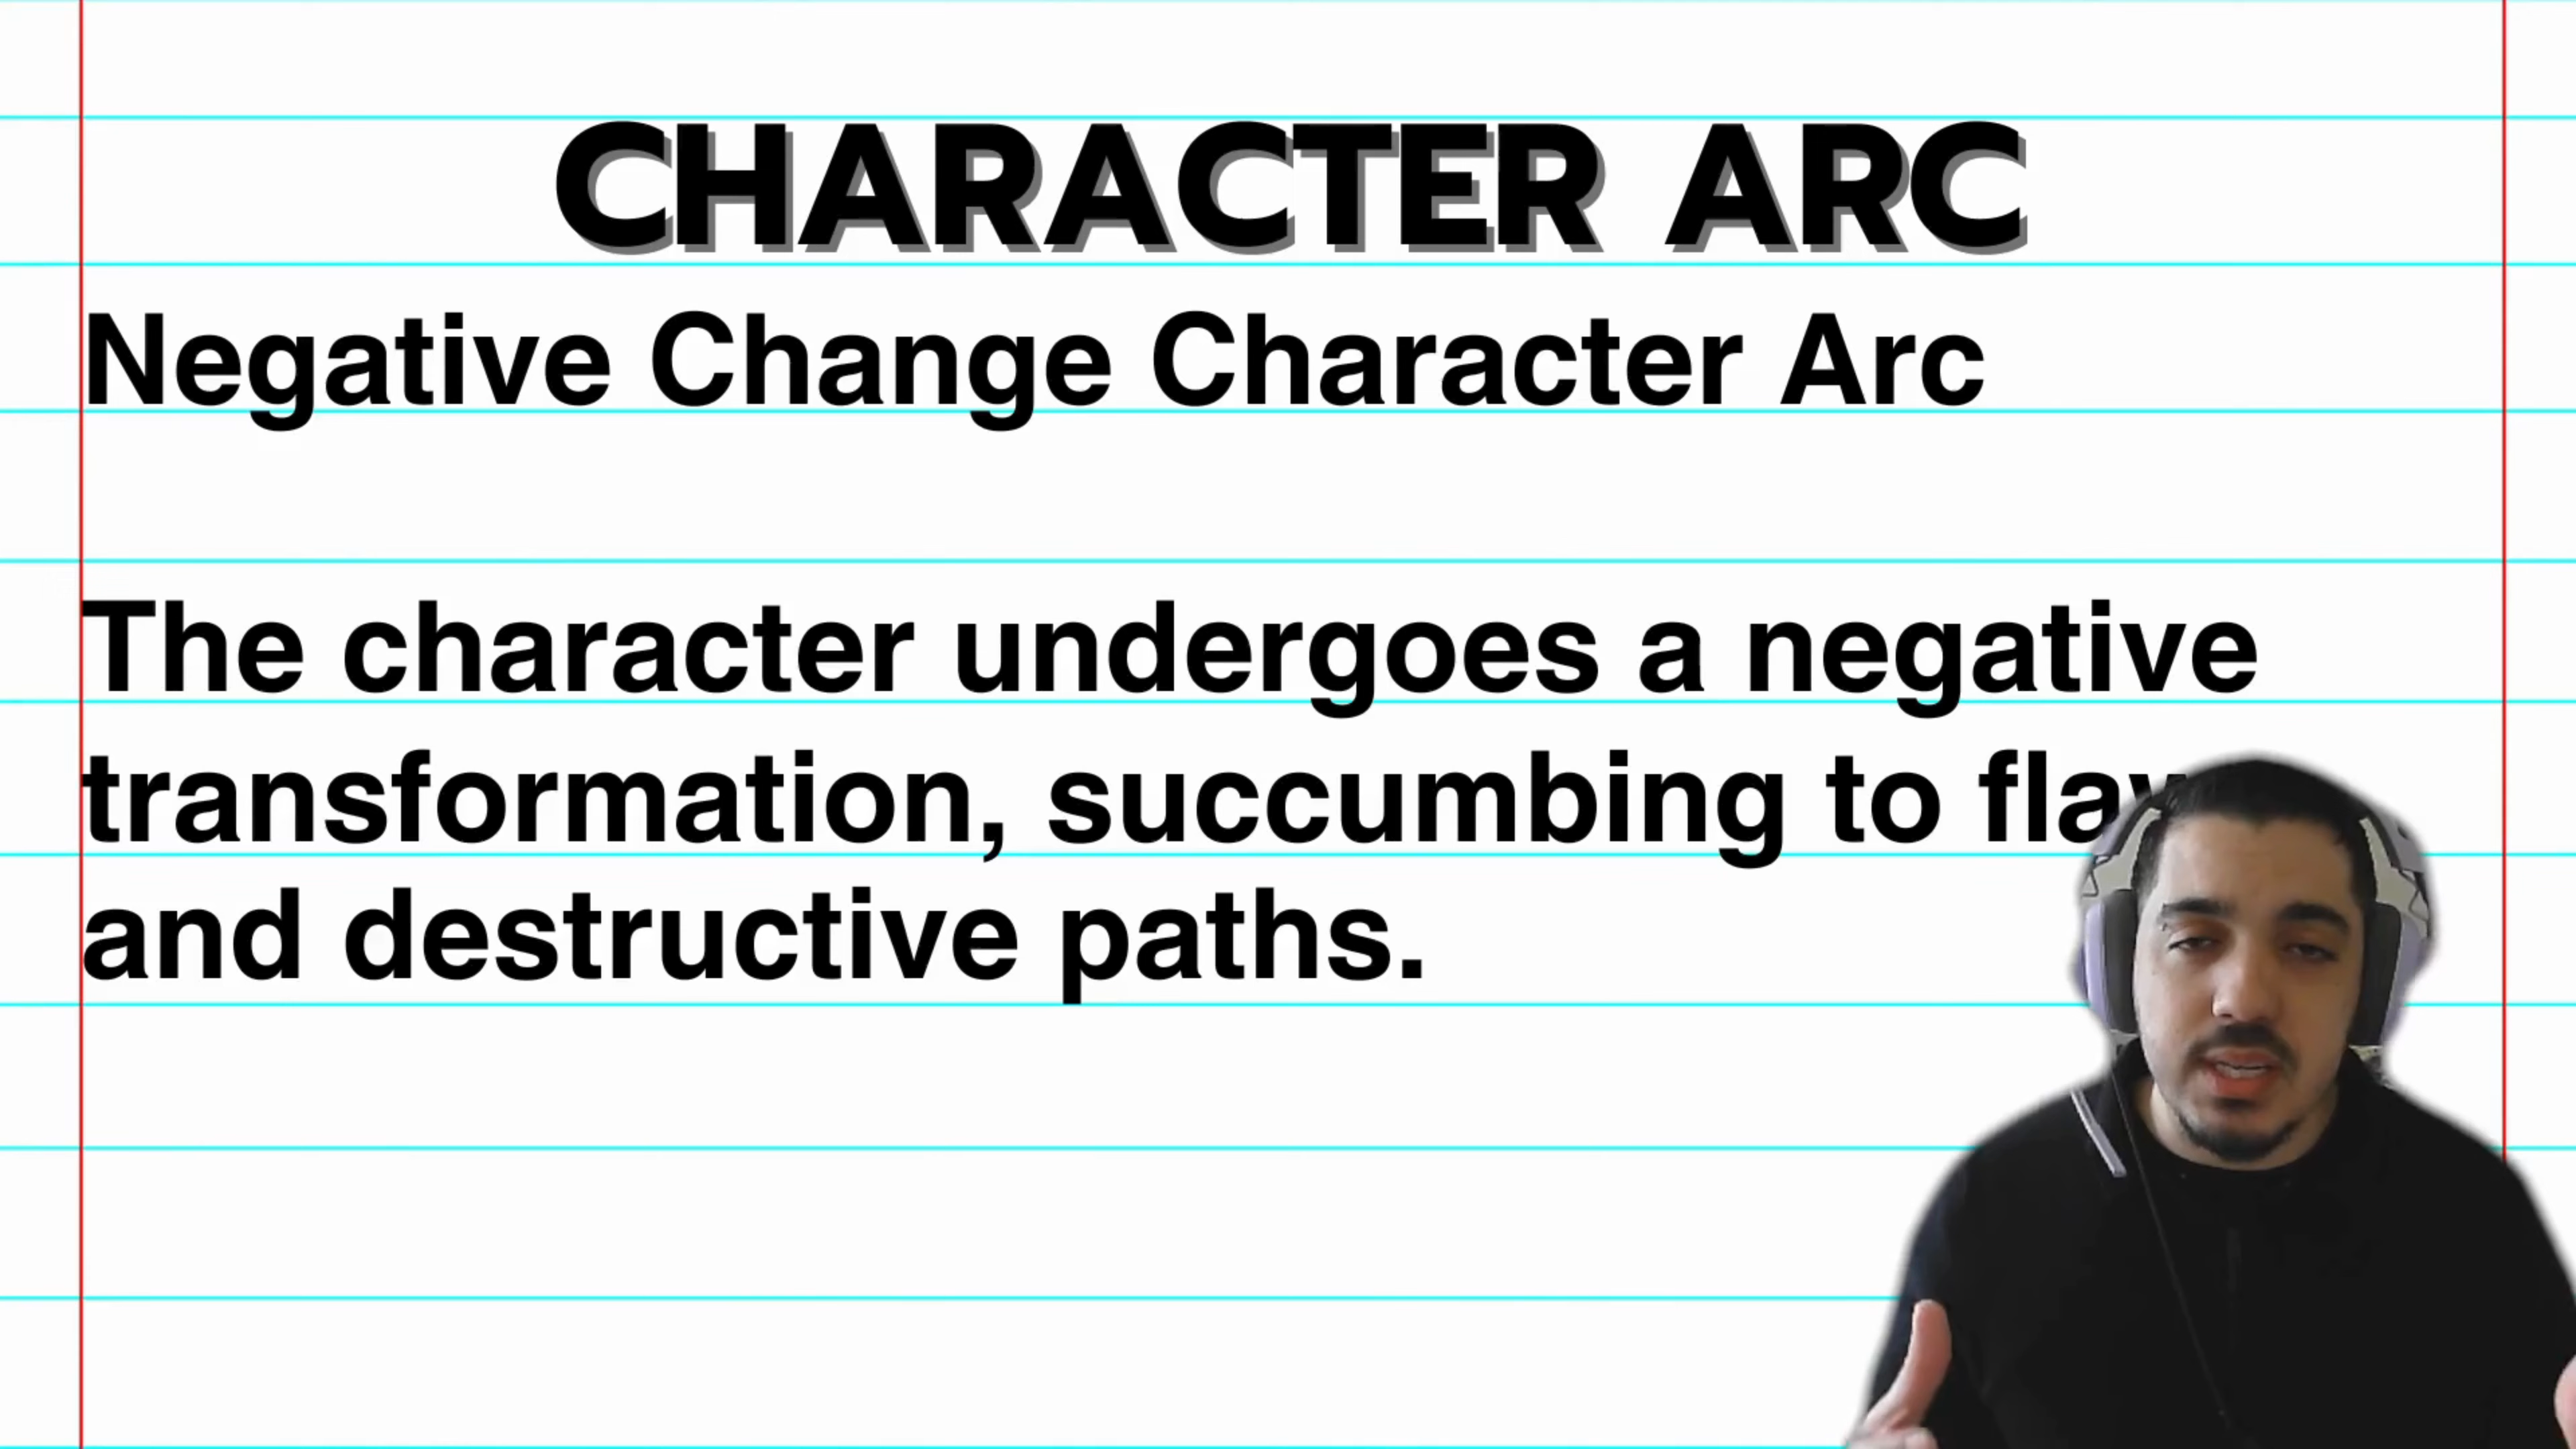 CHARACTER ARC
Negative Change Character Arc
The character undergoes a negative
transformation, succumbing to
and destructive paths.